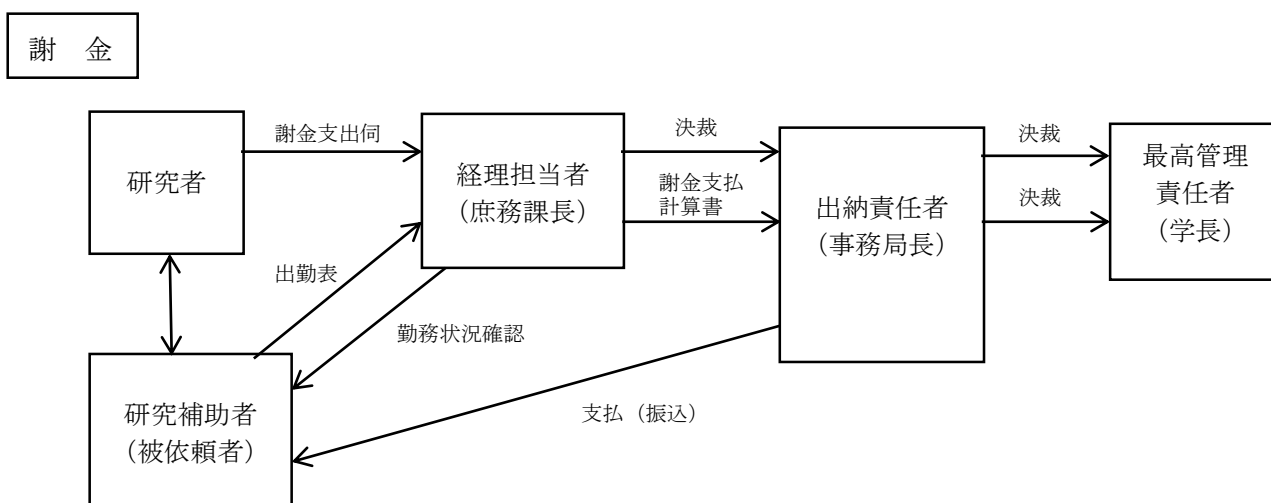 謝　金
研究者
謝金支出伺
経理担当者
（庶務課長）
決裁
謝金支払
計算書
出納責任者
（事務局長）
決裁
決裁
最高管理
責任者
（学長）
出勤表
勤務状況確認
支払（振込）
研究補助者
（被依頼者）